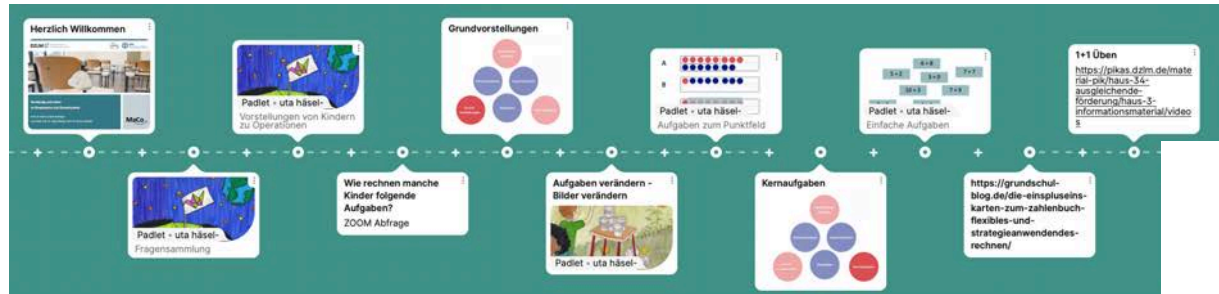 Herzlich Willkommen
MaCo
Padlet - uta häsel-
Fragensammlung
Padlet - uta häsel-
Vorstellungen von Kindern
zu Operationen
Wie rechnen manche
Kinder folgende
Aufgaben?
ZOOM Abfrage
Grundvorstellungen
Aufgaben verändern -
Bilder verändern
Padlet - uta häsel-
A
B
Padlet - uta häsel-
Aufgaben zum Punktfeld
Kernaufgaben
Padlet - uta häsel-
Einfache Aufgaben
https://grundschul-
blog.de/die-einspluseins-
karten-zum-zahlenbuch-
flexibles-und-
strategieanwendendes-
rechnen/
1+1 Üben
https://pikas.dzlm.de/mate
rial-pik/haus-34-
ausgleichende-
förderung/haus-3-
informationsmaterial/video
s